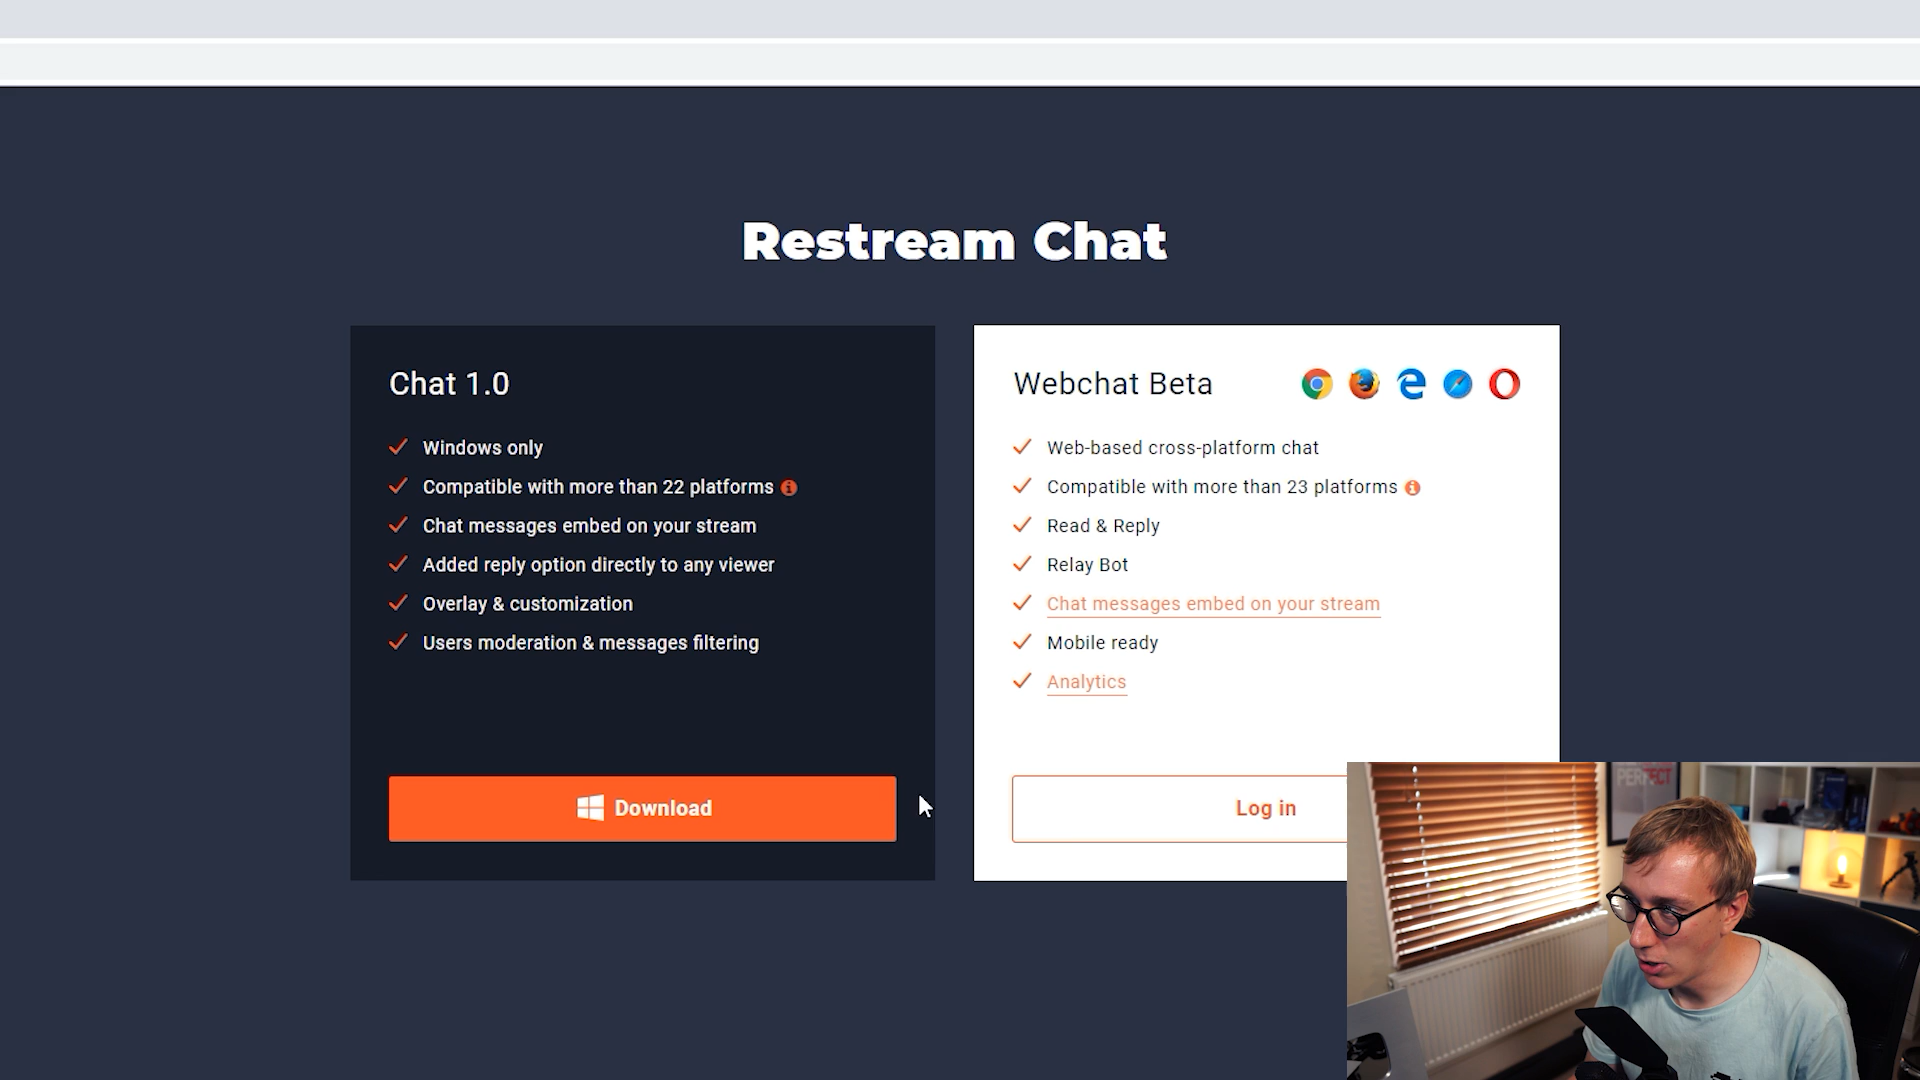 Restream Chat
Chat 1.0
Windows only
Compatible with more than 22 platforms
Chat messages embed on your stream
Added reply option directly to any viewer
Overlay & customization
Users moderation & messages filtering
Download
Webchat Beta
Web-based cross-platform chat
Compatible with more than 23 platforms
Read & Reply
Relay Bot
Chat messages embed on your stream
Mobile ready
Analytics
Log in
PERFECT